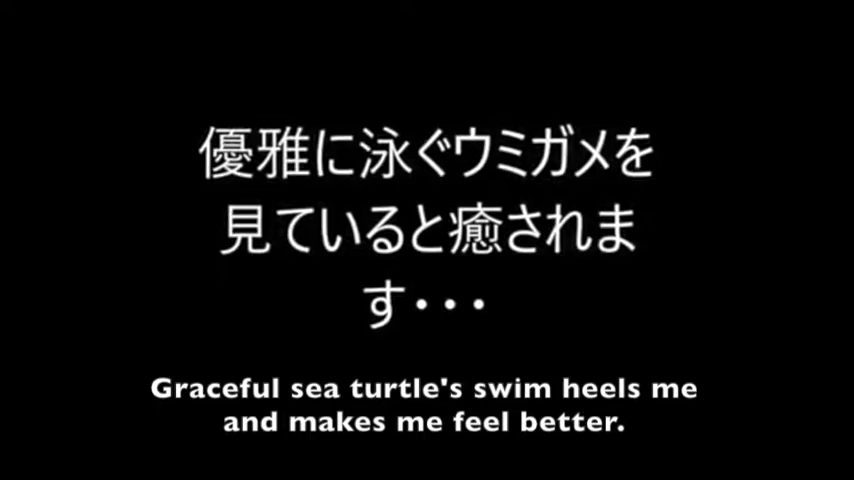 優雅に泳ぐウミガメを
見ていると癒されま
す・・・
Graceful sea turtle's swim heels me
and makes me feel better.